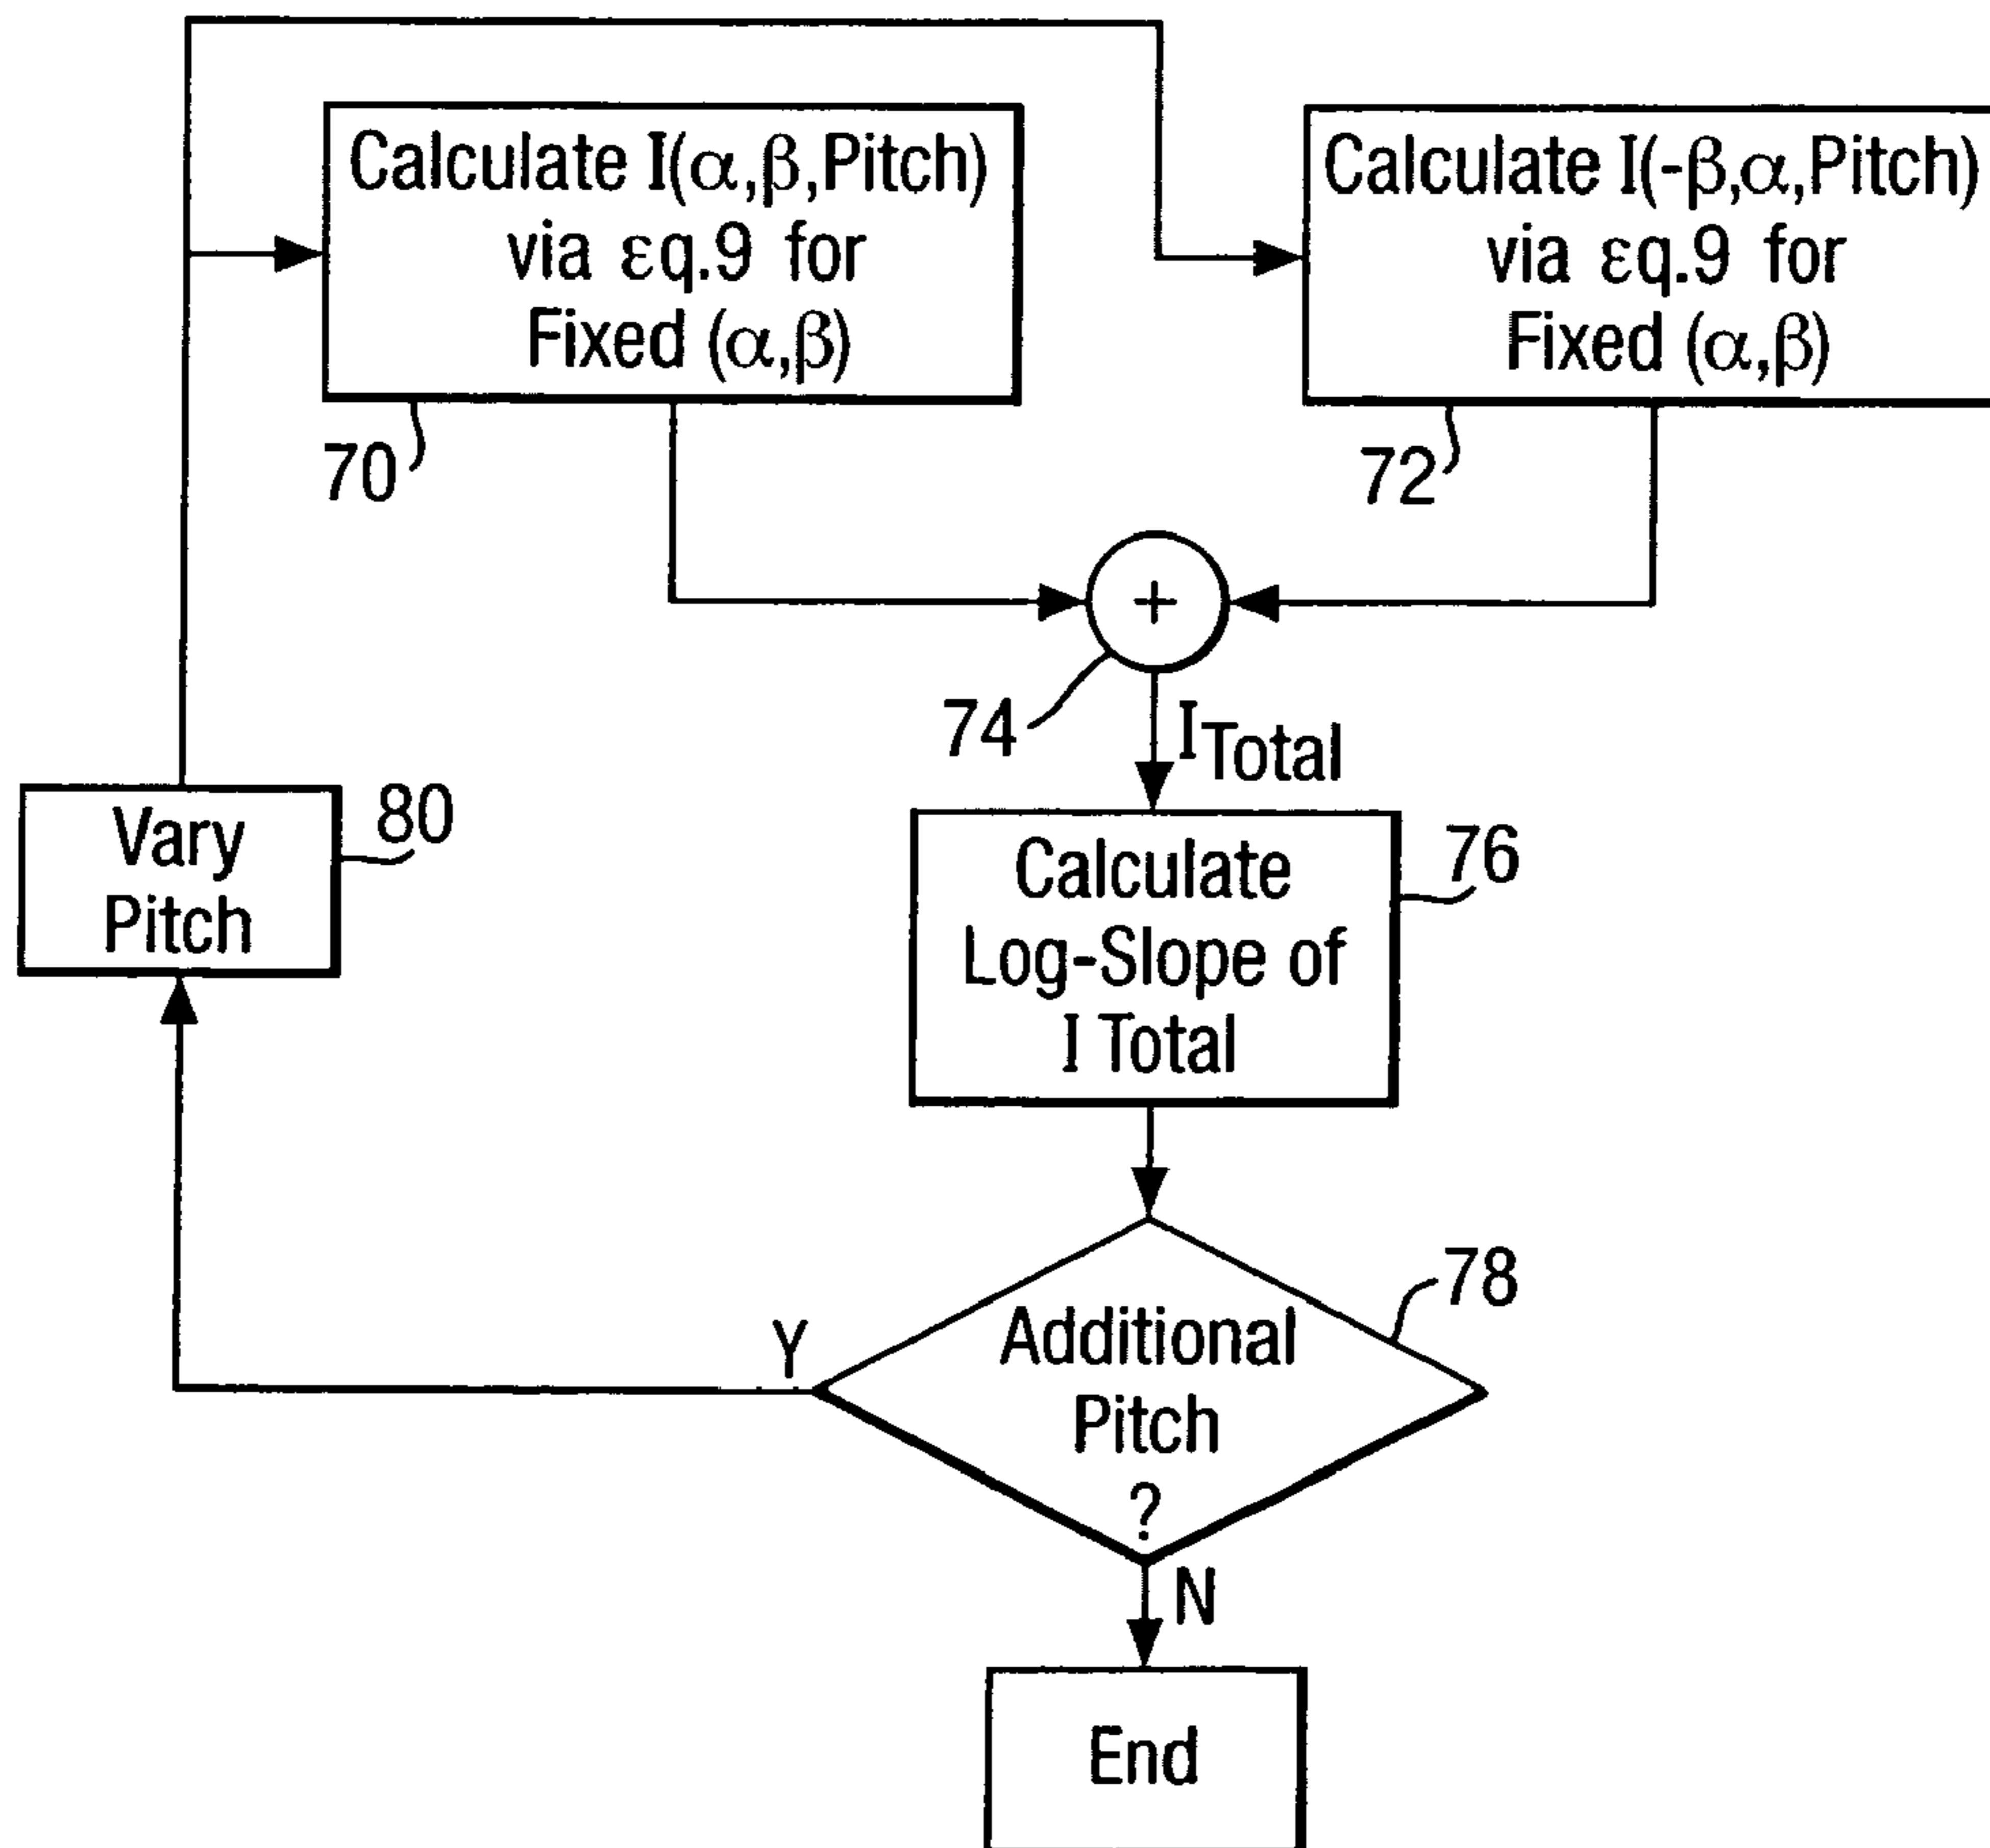 Calculate I(α,β,Pitch)
via εq.9 for
Fixed (α,β)
70
Calculate I(-β,α,Pitch)
via εq.9 for
Fixed (α,β)
72
+
74
I Total
Vary
Pitch
80
Calculate
Log-Slope of
I Total
76
Additional
Pitch
?
78
Y
N
End